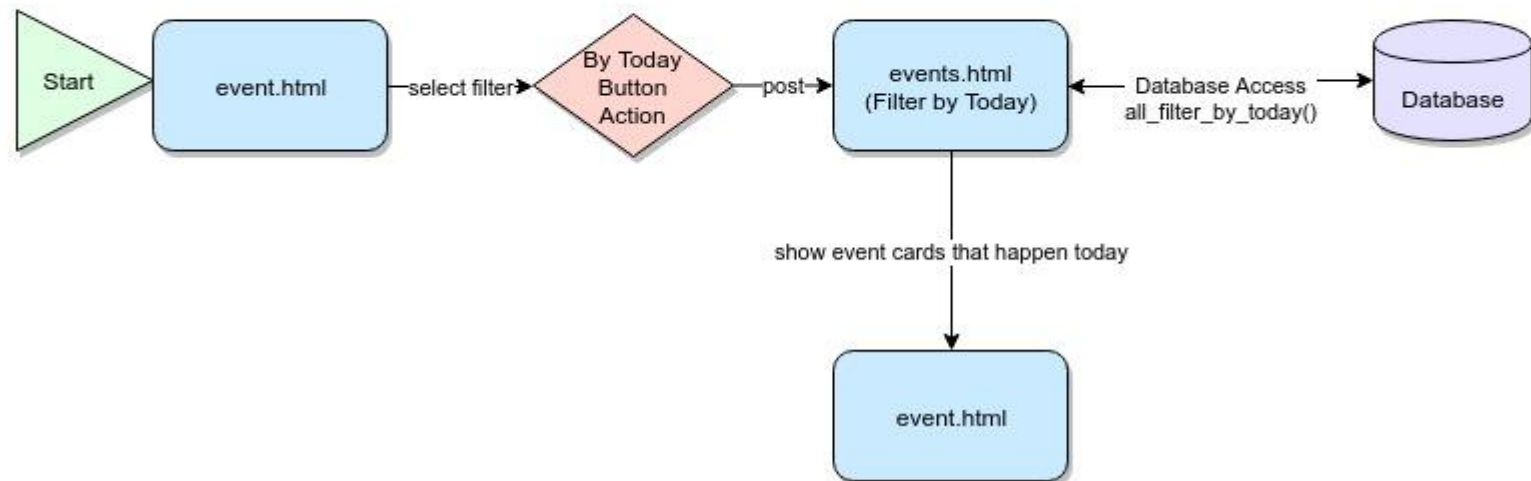 Start
event.html
select filter
By Today
Button
Action
post
events.html
(Filter by Today)
Database Access
all_filter_by_today()
Database
show event cards that happen today
event.html